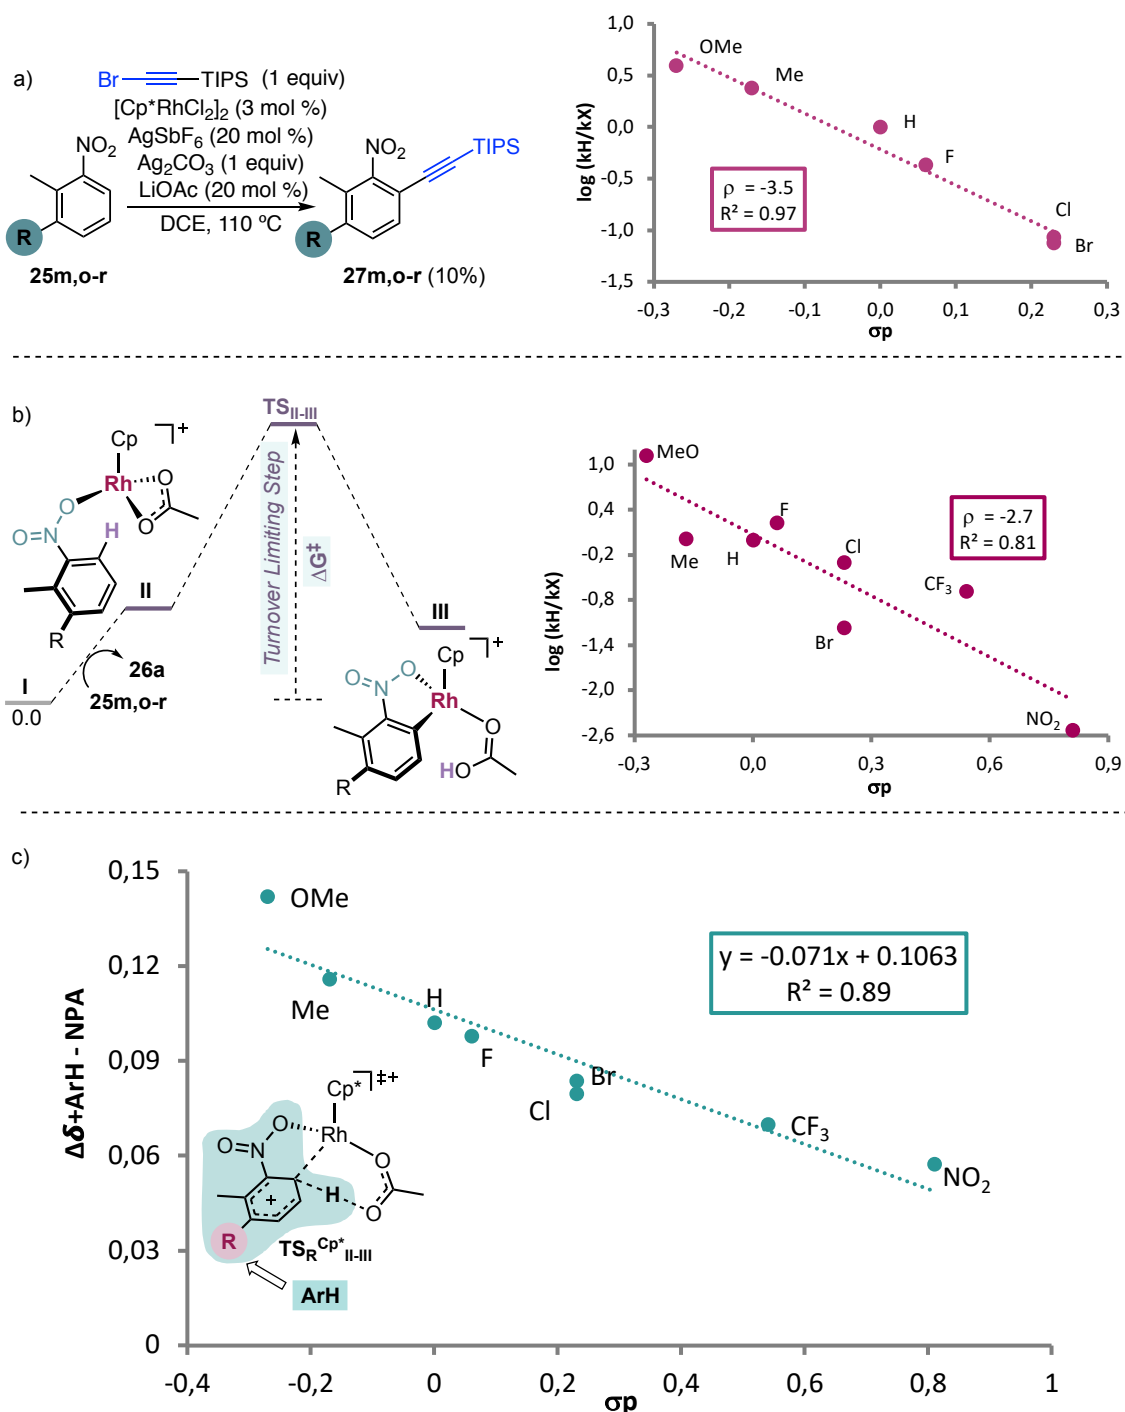 a)
Br
TIPS
(1 equiv)
[Cp*RhCl2]2 (3 mol %)
AgSbF6 (20 mol %)
Ag2CO3 (1 equiv)
LiOAc (20 mol %)
DCE, 110 ºC
NO2
R
25m,o-r
NO2
TIPS
R
27m,o-r (10%)
log (kH/kX)
1,0
0,5
0,0
-0,5
-1,0
-1,5
OMe
Me
H
F
Cl
Br
ρ = -3.5
R² = 0.97
-0,3
-0,2
-0,1
0,0
0,1
0,2
0,3
σp
b)
TSII-III
Cp
+
Rh
O
O
O
N
O
H
R
II
I
0.0
26a
25m,o-r
Turnover Limiting Step
ΔG‡
III
Cp
+
O
N
O
Rh
O
HO
R
log (kH/kX)
1,0
0,4
-0,2
-0,8
-1,4
-2,0
-2,6
MeO
Me
H
F
Cl
Br
CF3
NO2
ρ = -2.7
R² = 0.81
-0,3
0,0
0,3
0,6
0,9
σp
c)
Δδ+ArH - NPA
0,15
0,12
0,09
0,06
0,03
0
OMe
Me
H
F
Br
Cl
CF3
NO2
y = -0.071x + 0.1063
R² = 0.89
Cp*
‡+
Rh
O
N
O
O
O
H
+
R
TSRCp*II-III
ArH
-0,4
-0,2
0
0,2
0,4
0,6
0,8
1
σp